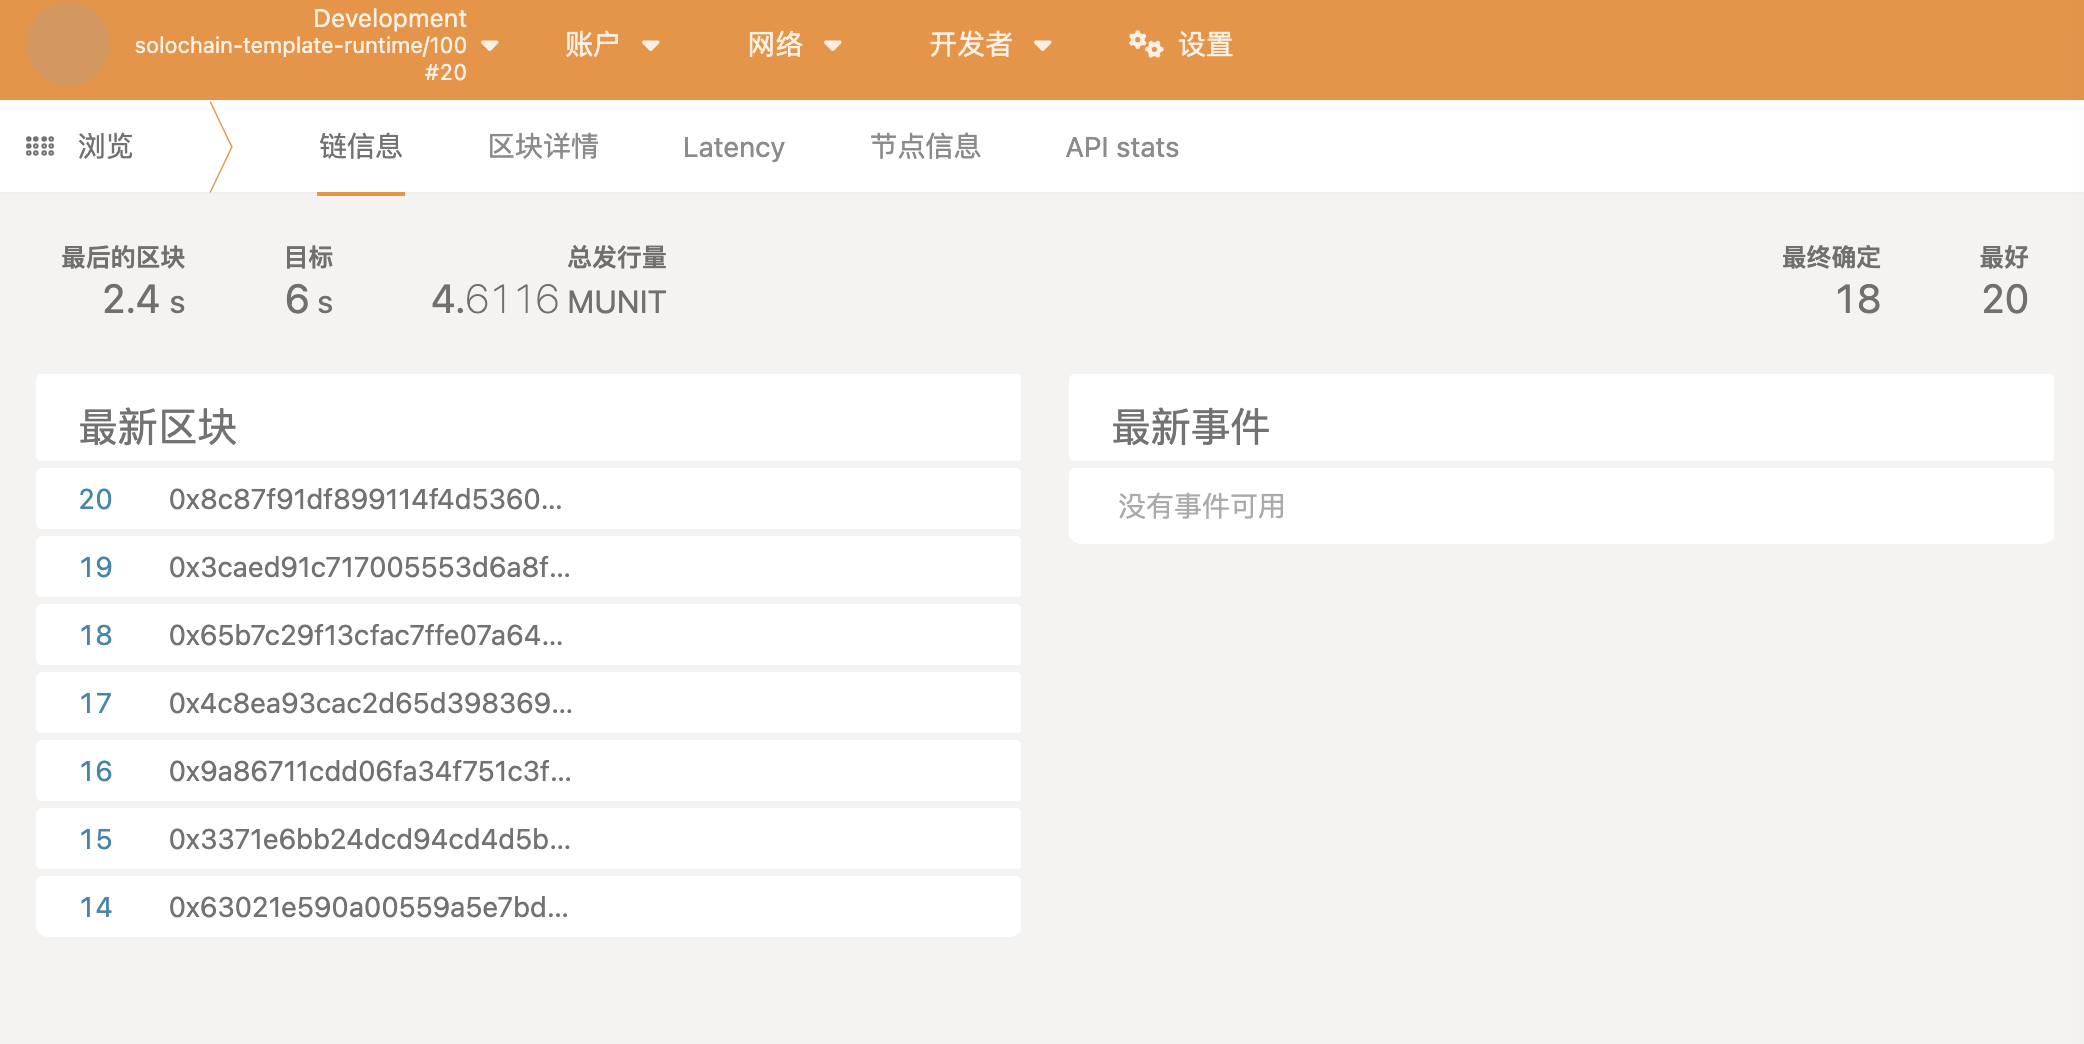 Development
solochain-template-runtime/100
#20
账户
网络
开发者
设置
浏览
链信息
区块详情
Latency
节点信息
API stats
最后的区块
2.4 s
目标
6 s
总发行量
4.6116 MUNIT
最终确定
18
最好
20
最新区块
20 0x8c87f91df899114f4d5360...
19 0x3caed91c717005553d6a8f...
18 0x65b7c29f13cfac7ffe07a64...
17 0x4c8ea93cac2d65d398369...
16 0x9a86711cdd06fa34f751c3f...
15 0x3371e6bb24dcd94cd4d5b...
14 0x63021e590a00559a5e7bd...
最新事件
没有事件可用